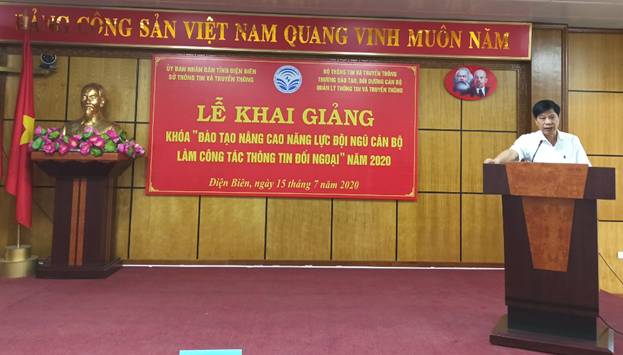 ĐẢNG CỘNG SẢN VIỆT NAM QUANG VINH MUÔN NĂM
ỦY BAN NHÂN DÂN TỈNH ĐIỆN BIÊN
SỞ THÔNG TIN VÀ TRUYỀN THÔNG
BỘ THÔNG TIN VÀ TRUYỀN THÔNG
TRƯỜNG ĐÀO TẠO, BỒI DƯỠNG CÁN BỘ
QUẢN LÝ THÔNG TIN VÀ TRUYỀN THÔNG
LỄ KHAI GIẢNG
KHÓA "ĐÀO TẠO NÂNG CAO NĂNG LỰC ĐỘI NGŨ CÁN BỘ
LÀM CÔNG TÁC THÔNG TIN ĐỐI NGOẠI" NĂM 2020
Điện Biên, ngày 15 tháng 7 năm 2020